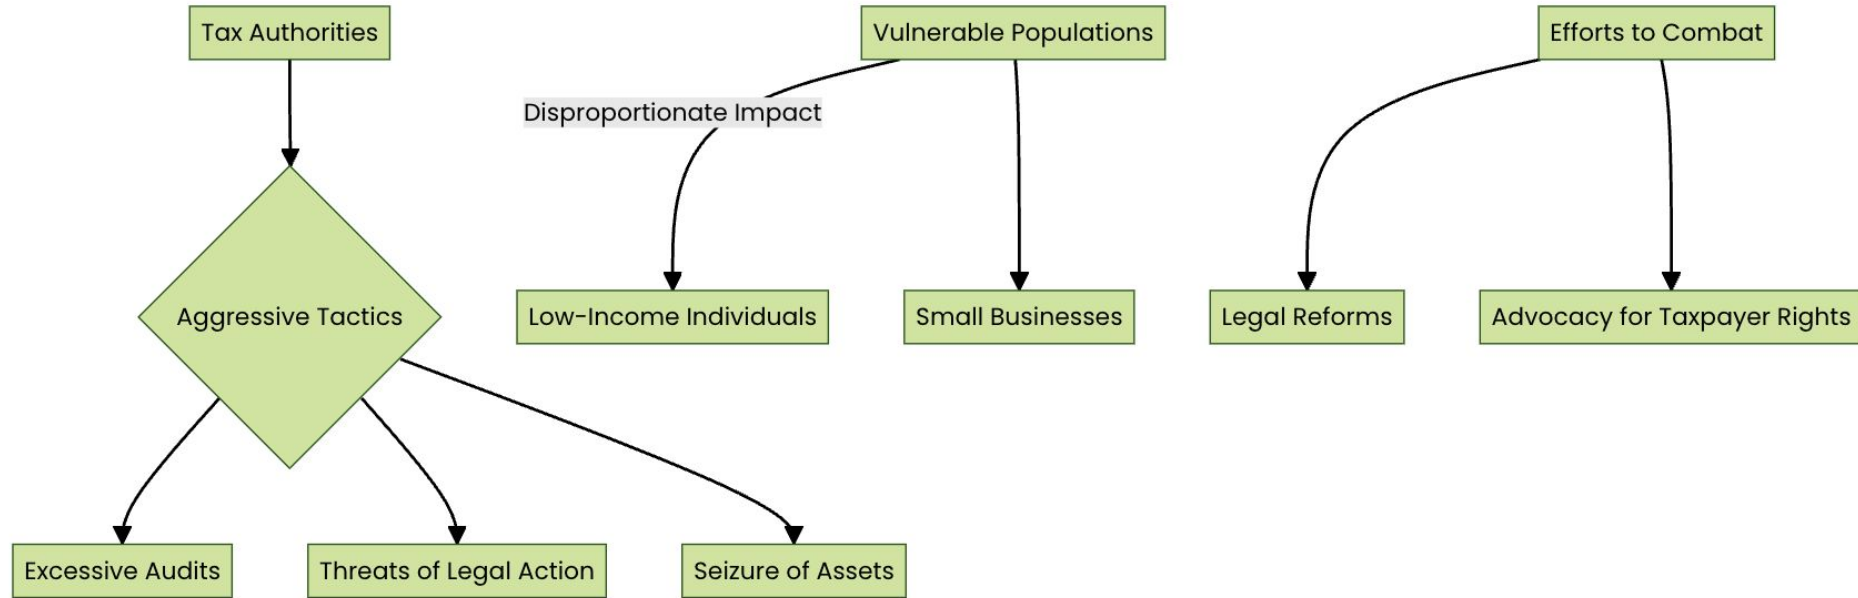 Tax Authorities
Vulnerable Populations
Efforts to Combat
Disproportionate Impact
Aggressive Tactics
Low-Income Individuals
Small Businesses
Legal Reforms
Advocacy for Taxpayer Rights
Excessive Audits
Threats of Legal Action
Seizure of Assets